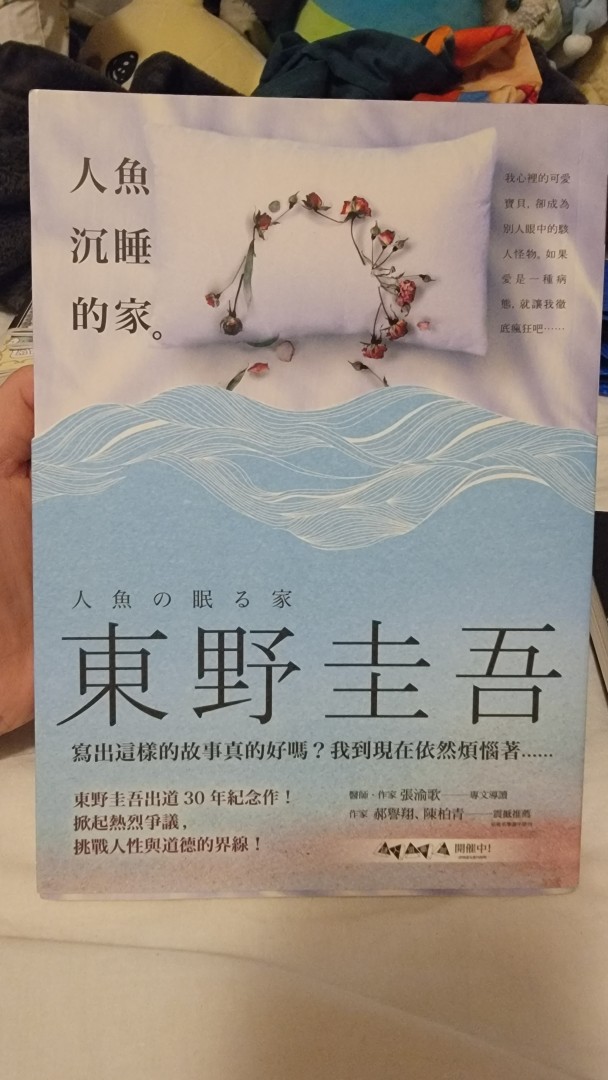 人魚
沉睡
的家。
我心裡的可愛
寶貝，卻成為
別人眼中的駭
人怪物。如果
愛是一種病
態，就讓我徹
底瘋狂吧……
人魚の眠る家
東野圭吾
寫出這樣的故事真的好嗎？我到現在依然煩惱著……
東野圭吾出道30年紀念作！
掀起熱烈爭議，
挑戰人性與道德的界線！
醫師・作家 張渝歌——專文導讀
作家 郝譽翔、陳柏青——震撼推薦
開催中！